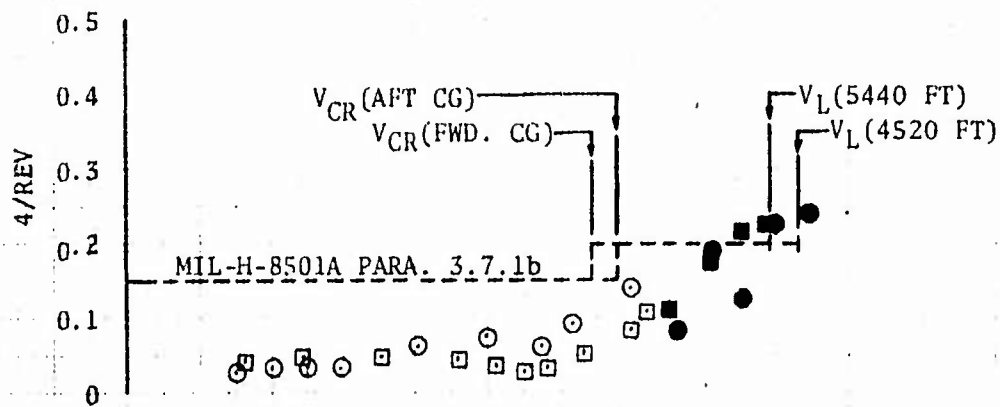 0.5
0.4
0.3
0.2
0.1
0
4/REV
V_CR(AFT CG)
V_CR(FWD. CG)
V_L(5440 FT)
V_L(4520 FT)
MIL-H-8501A PARA. 3.7.1b